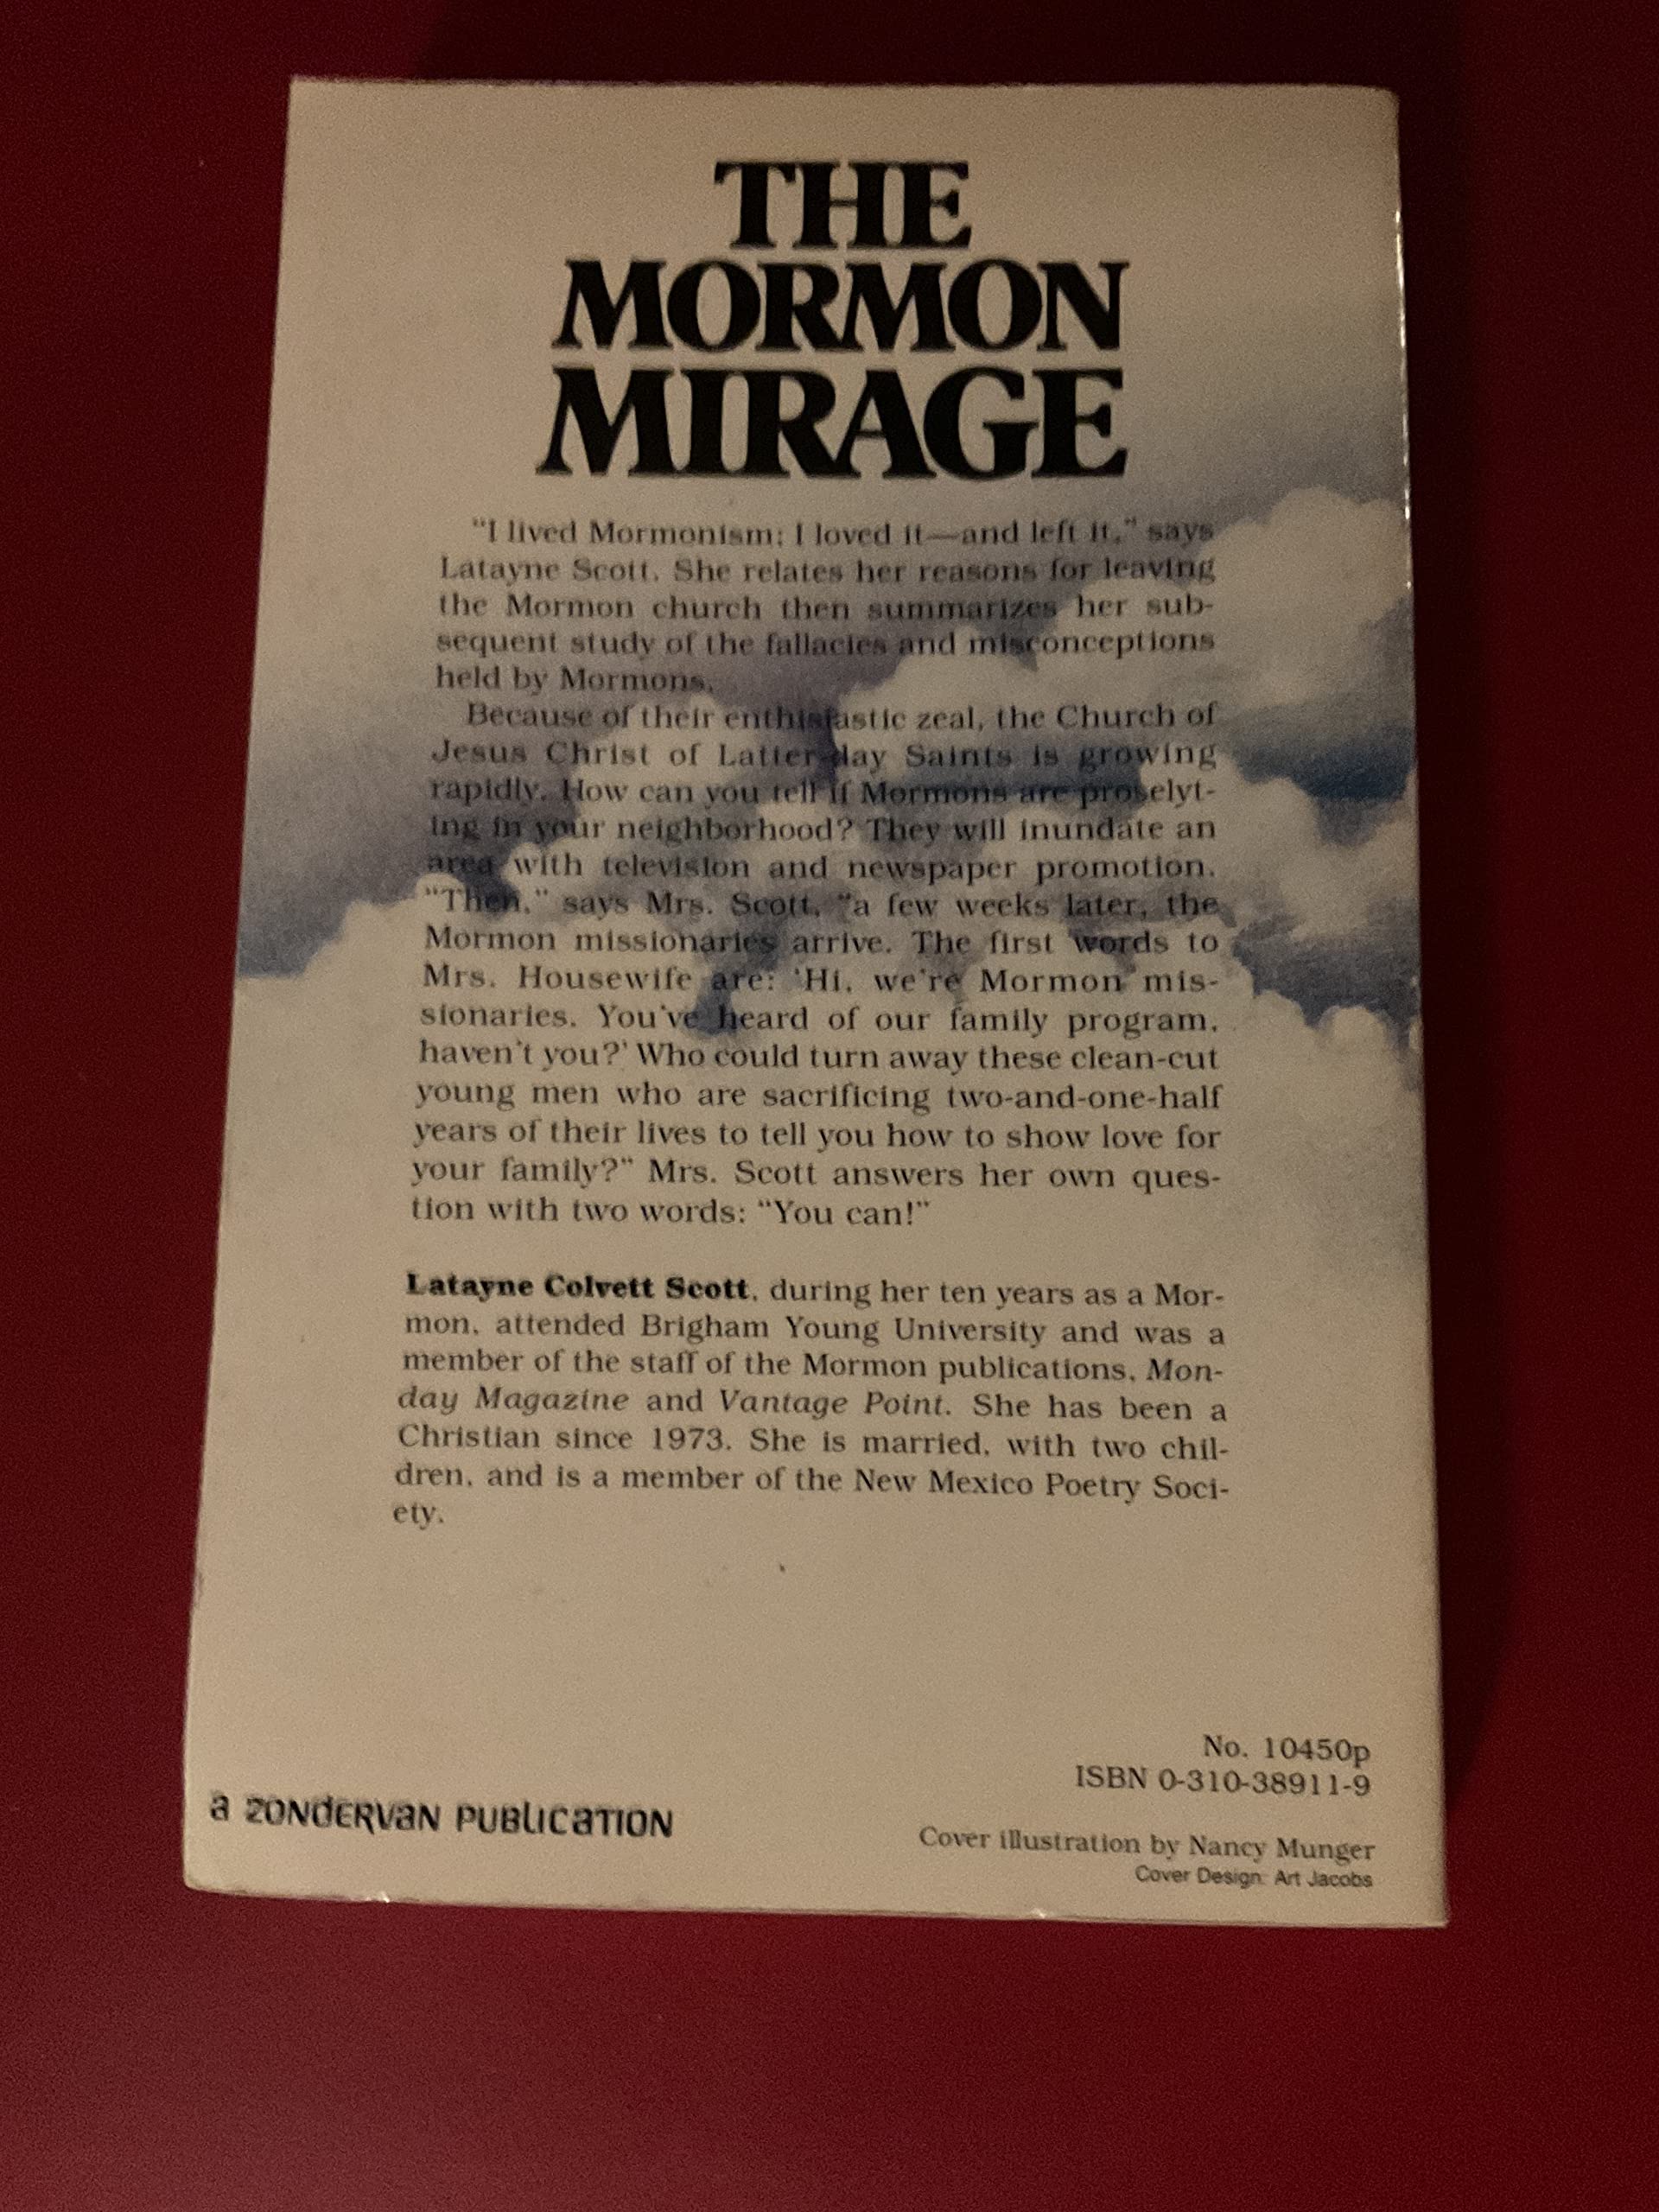 THE
MORMON
MIRAGE
“I lived Mormonism; I loved it—and left it,” says
Latayne Scott. She relates her reasons for leaving
the Mormon church then summarizes her sub-
sequent study of the fallacies and misconceptions
held by Mormons.
Because of their enthusiastic zeal, the Church of
Jesus Christ of Latter-day Saints is growing
rapidly. How can you tell if Mormons are proselyt-
ing in your neighborhood? They will inundate an
area with television and newspaper promotion.
“Then,” says Mrs. Scott, “a few weeks later, the
Mormon missionaries arrive. The first words to
Mrs. Housewife are: ‘Hi, we’re Mormon mis-
sionaries. You’ve heard of our family program,
haven’t you?’ Who could turn away these clean-cut
young men who are sacrificing two-and-one-half
years of their lives to tell you how to show love for
your family?” Mrs. Scott answers her own ques-
tion with two words: “You can!”
Latayne Colvett Scott, during her ten years as a Mor-
mon, attended Brigham Young University and was a
member of the staff of the Mormon publications, Mon-
day Magazine and Vantage Point. She has been a
Christian since 1973. She is married, with two chil-
dren, and is a member of the New Mexico Poetry Soci-
ety.
No. 10450p
ISBN 0-310-38911-9
a ZONDERVAN PUBLICATION
Cover illustration by Nancy Munger
Cover Design: Art Jacobs